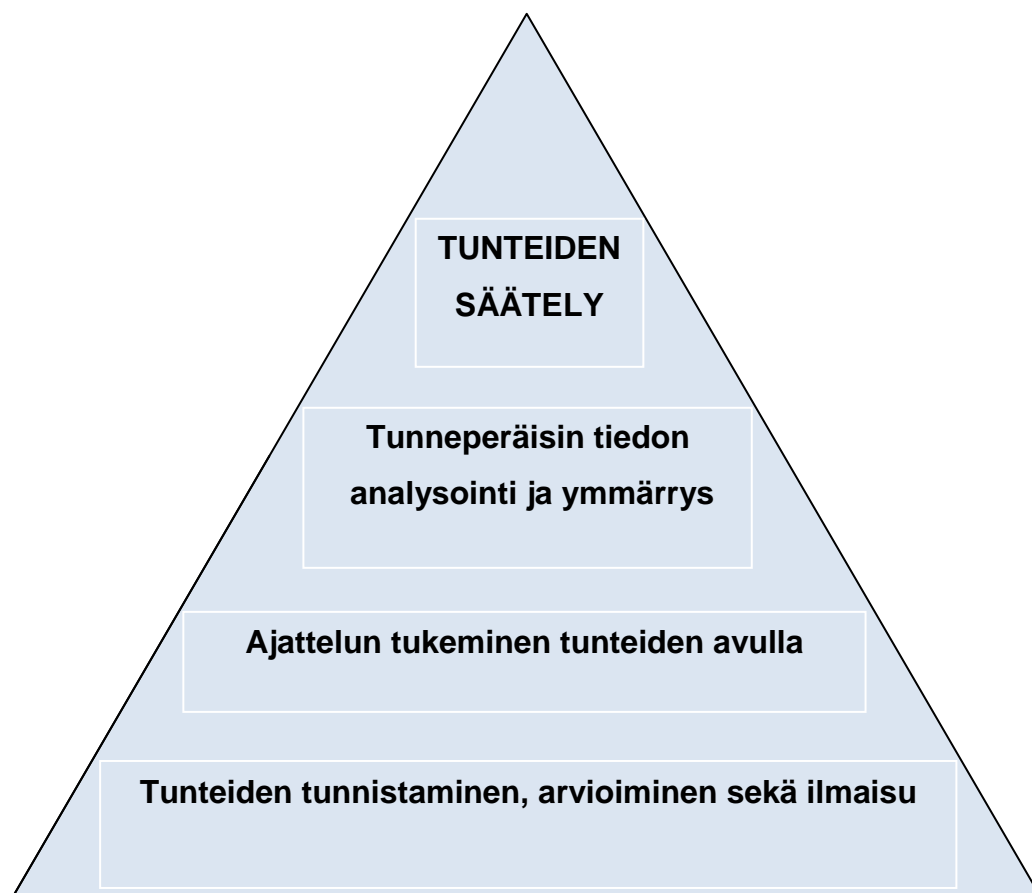 TUNTEIDEN
SÄÄTELY
Tunneperäisin tiedon
analysointi ja ymmärrys
Ajattelun tukeminen tunteiden avulla
Tunteiden tunnistaminen, arvioiminen sekä ilmaisu